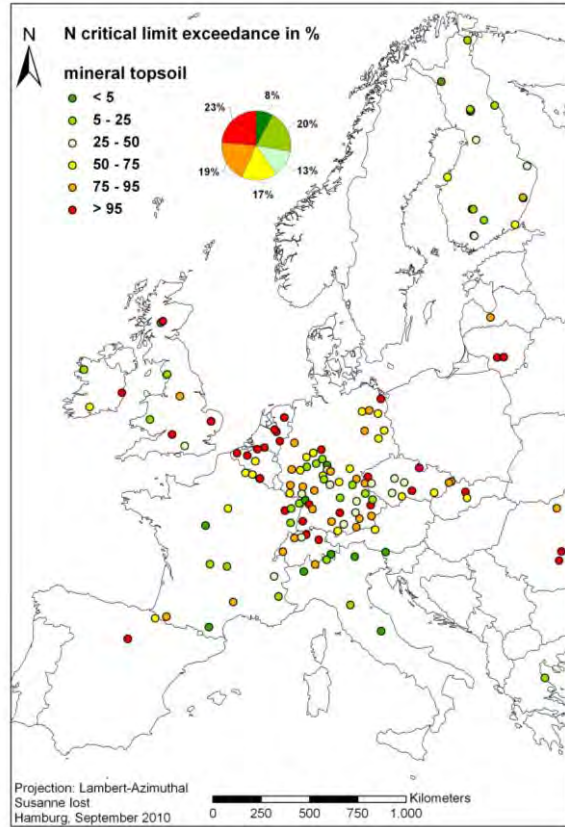 N
N critical limit exceedance in %
mineral topsoil
< 5
5 - 25
25 - 50
50 - 75
75 - 95
> 95
23%
8%
20%
13%
17%
19%
Projection: Lambert-Azimuthal
Susanne Iost
Hamburg, September 2010
Kilometers
0 250 500 750 1.000